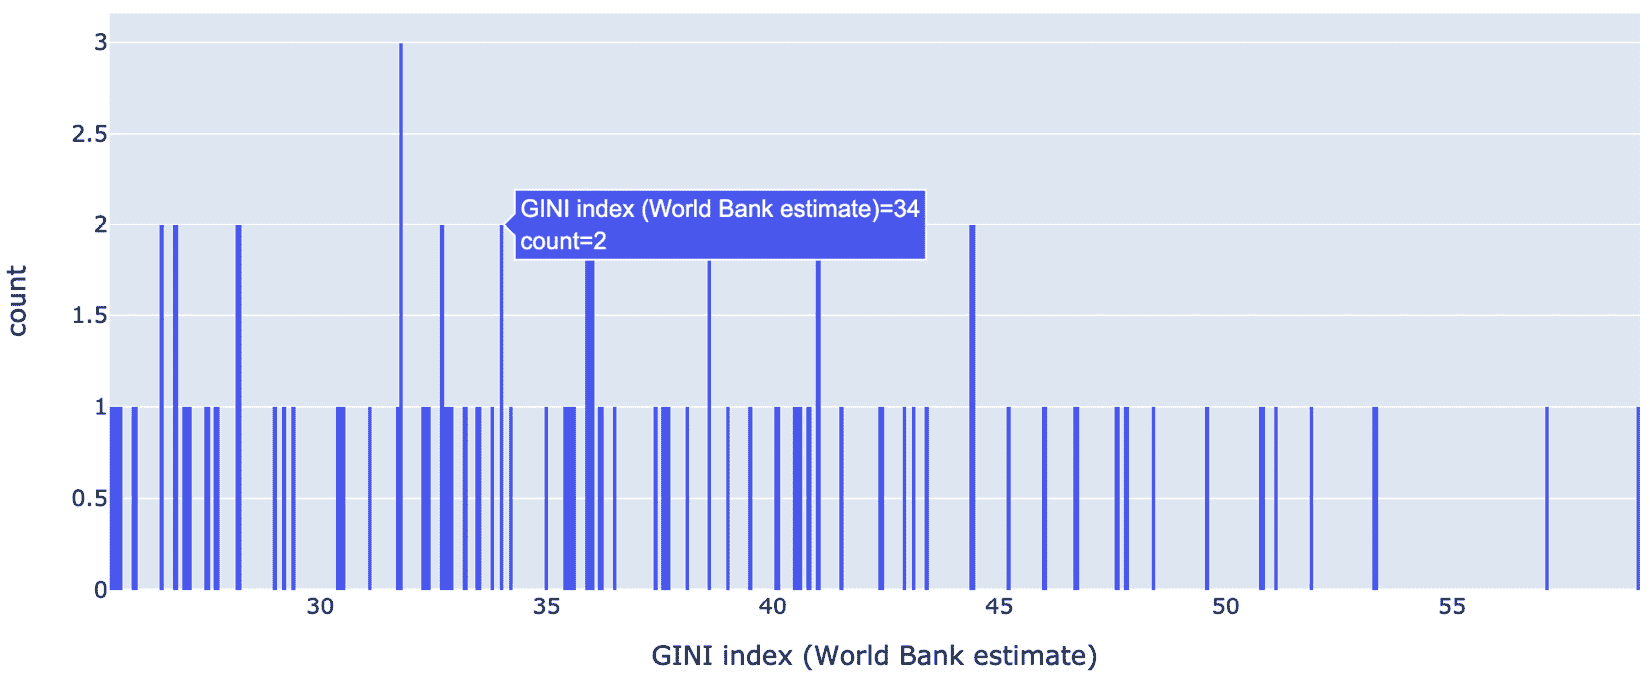 3
2.5
GINI index (World Bank estimate)=34
2
count=2
count
1.5
1
0.5
0
30 35 40 45 50 55
GINI index (World Bank estimate)